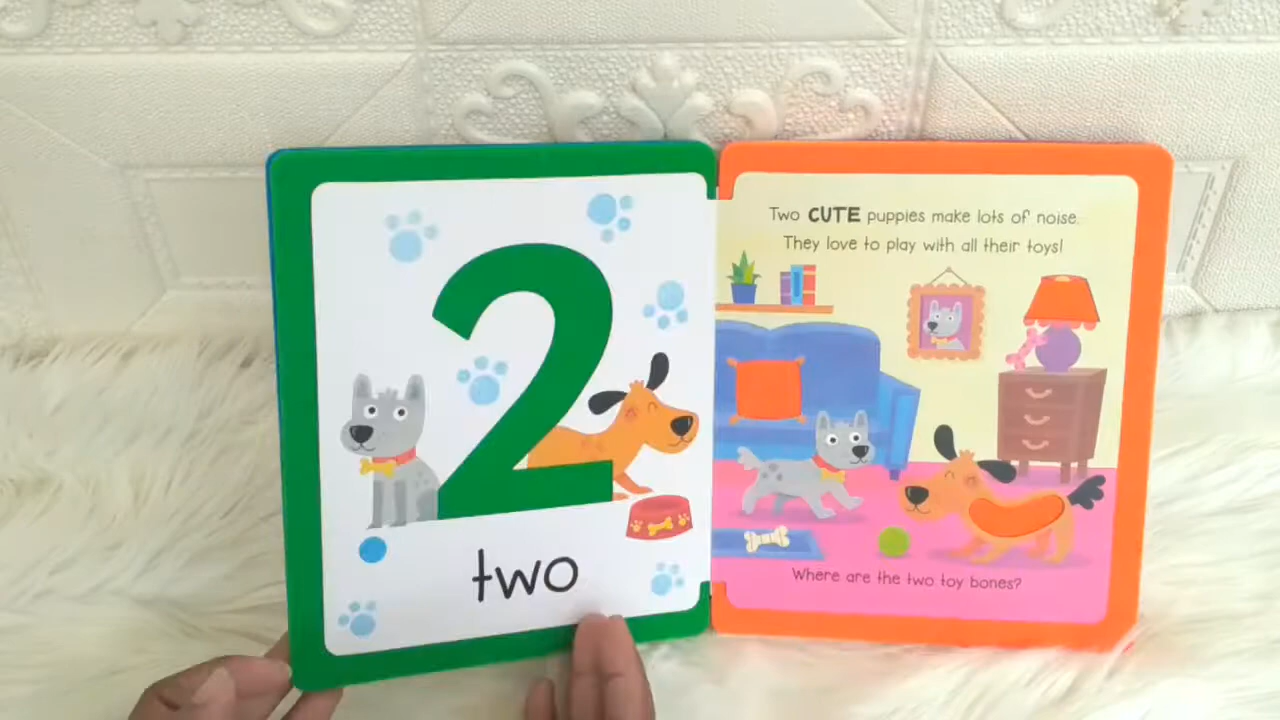 2
two
Two CUTE puppies make lots of noise.
They love to play with all their toys!
Where are the two toy bones?